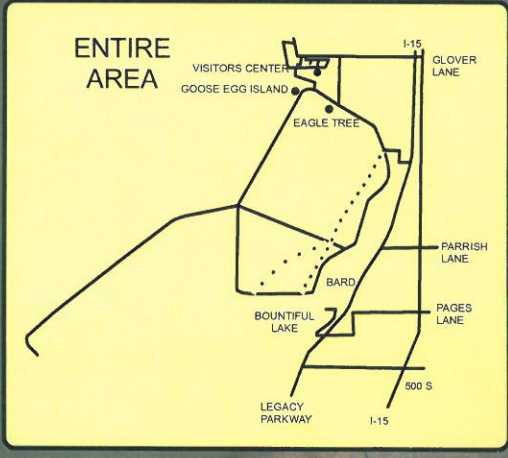 ENTIRE
AREA
I-15
VISITORS CENTER
GLOVER
LANE
GOOSE EGG ISLAND
EAGLE TREE
PARRISH
LANE
BARD
BOUNTIFUL
LAKE
PAGES
LANE
500 S
LEGACY
PARKWAY
I-15